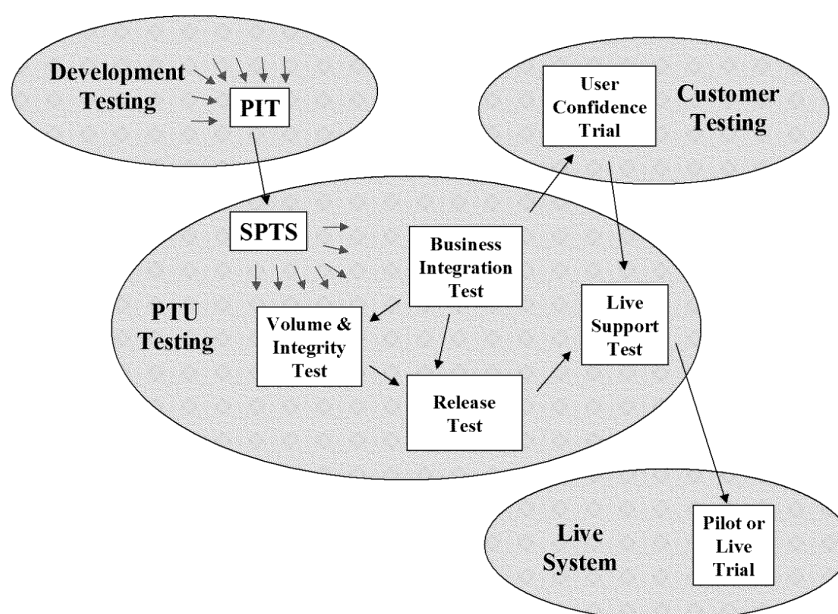 Development
Testing
PIT
User
Confidence
Trial
Customer
Testing
SPTS
Business
Integration
Test
PTU
Testing
Volume &
Integrity
Test
Live
Support
Test
Release
Test
Live
System
Pilot or
Live
Trial